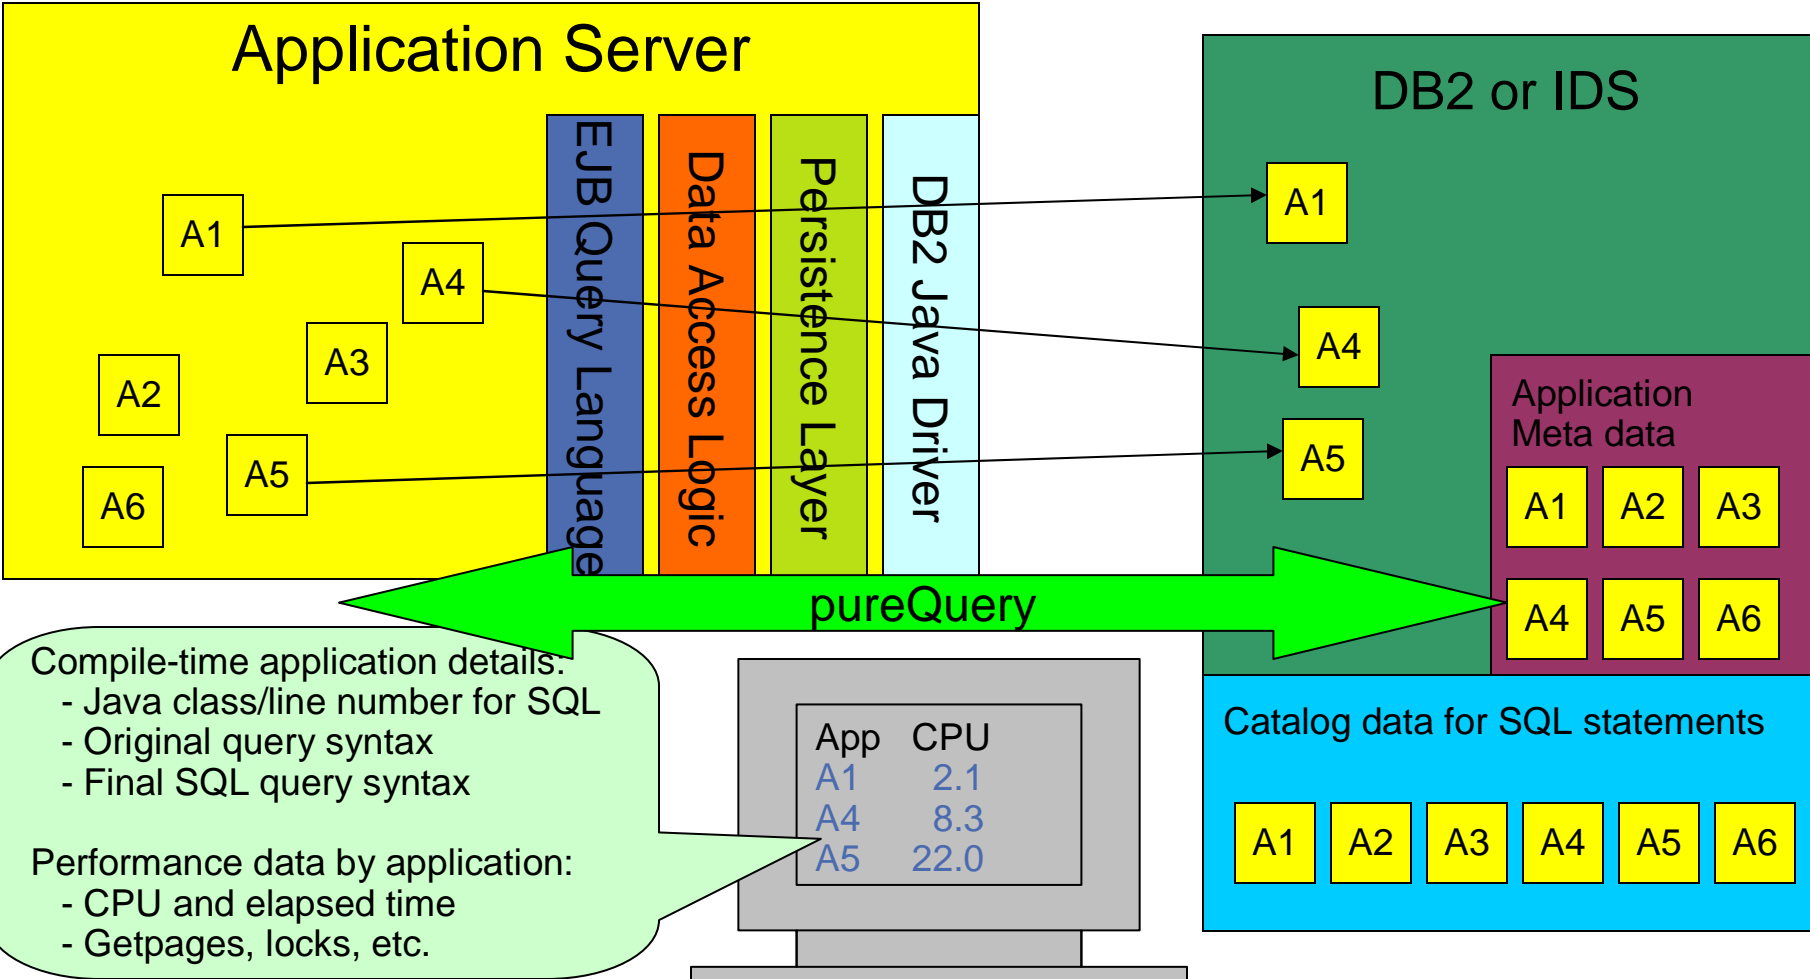 Application Server
EJB Query Language
Data Access Logic
Persistence Layer
DB2 Java Driver
A1
A4
A3
A2
A5
A6
DB2 or IDS
A1
A4
A5
Application
Meta data
A1 A2 A3
A4 A5 A6
pureQuery
Compile-time application details:
- Java class/line number for SQL
- Original query syntax
- Final SQL query syntax
Performance data by application:
- CPU and elapsed time
- Getpages, locks, etc.
App CPU
A1 2.1
A4 8.3
A5 22.0
Catalog data for SQL statements
A1 A2 A3 A4 A5 A6